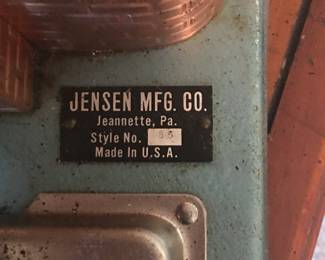 JENSEN MFG. CO.
Jeannette, Pa.
Style No.
Made In U.S.A.